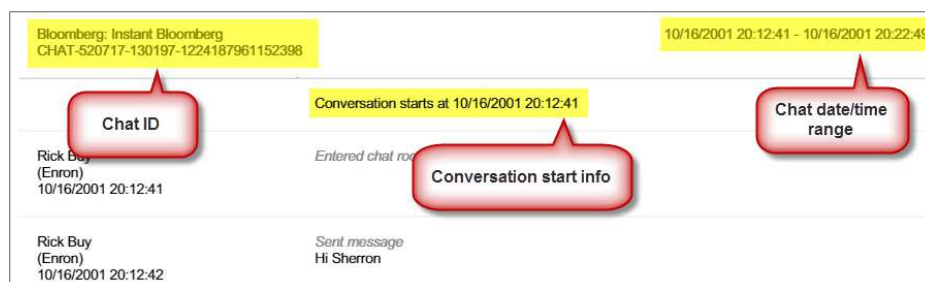 Bloomberg: Instant Bloomberg
CHAT-520717-130197-1224187961152398
10/16/2001 20:12:41 - 10/16/2001 20:22:49
Chat ID
Conversation starts at 10/16/2001 20:12:41
Chat date/time
range
Rick Buy
(Enron)
10/16/2001 20:12:41
Entered chat
Conversation start info
Rick Buy
(Enron)
10/16/2001 20:12:42
Sent message
Hi Sherron